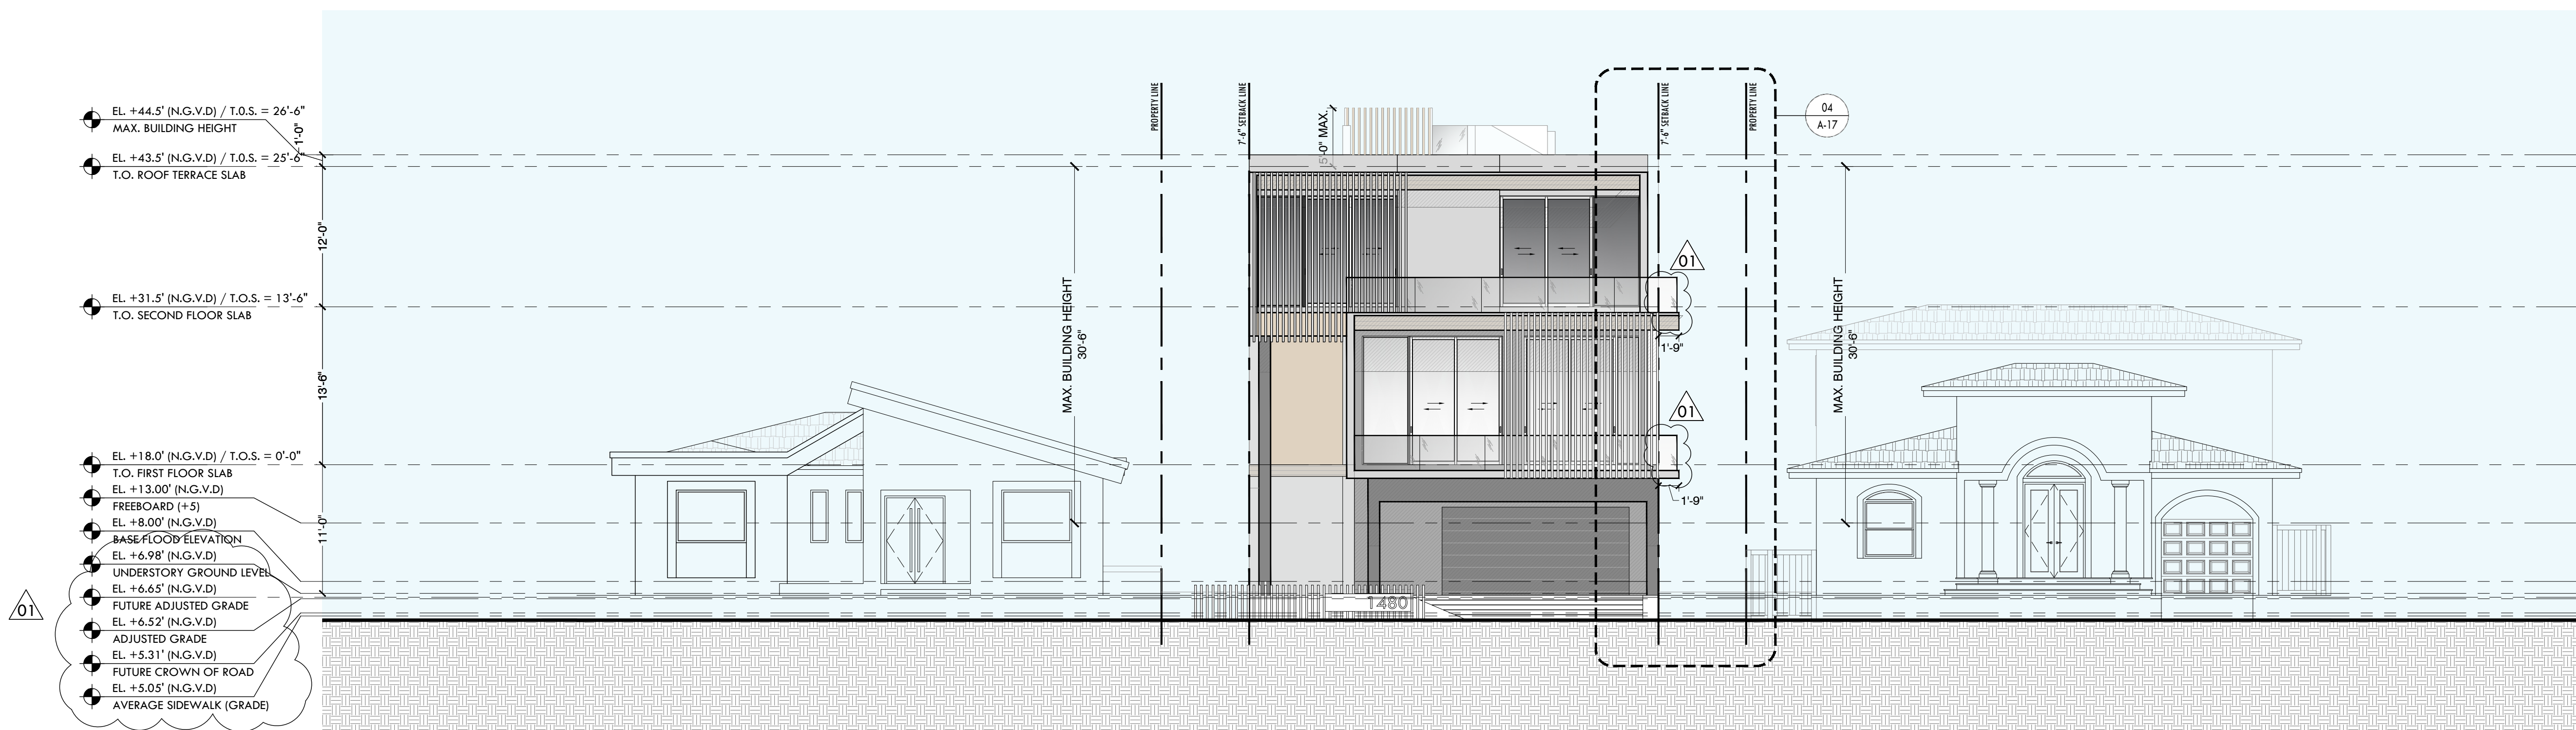 EL. +44.5' (N.G.V.D) / T.O.S. = 26'-6"
MAX. BUILDING HEIGHT
1'-0"
EL. +43.5' (N.G.V.D) / T.O.S. = 25'-6"
T.O. ROOF TERRACE SLAB
12'-0"
EL. +31.5' (N.G.V.D) / T.O.S. = 13'-6"
T.O. SECOND FLOOR SLAB
13'-6"
EL. +18.0' (N.G.V.D) / T.O.S. = 0'-0"
T.O. FIRST FLOOR SLAB
EL. +13.00' (N.G.V.D)
FREEBOARD (+5)
11'-0"
EL. +8.00' (N.G.V.D)
BASE FLOOD ELEVATION
EL. +6.98' (N.G.V.D)
UNDERSTORY GROUND LEVEL
EL. +6.65' (N.G.V.D)
FUTURE ADJUSTED GRADE
EL. +6.52' (N.G.V.D)
ADJUSTED GRADE
EL. +5.31' (N.G.V.D)
FUTURE CROWN OF ROAD
EL. +5.05' (N.G.V.D)
AVERAGE SIDEWALK (GRADE)
01
MAX. BUILDING HEIGHT
30'-6"
PROPERTY LINE
7'-6" SETBACK LINE
5'-0" MAX.
1480
7'-6" SETBACK LINE
PROPERTY LINE
04
A-17
01
1'-9"
01
1'-9"
MAX. BUILDING HEIGHT
30'-6"